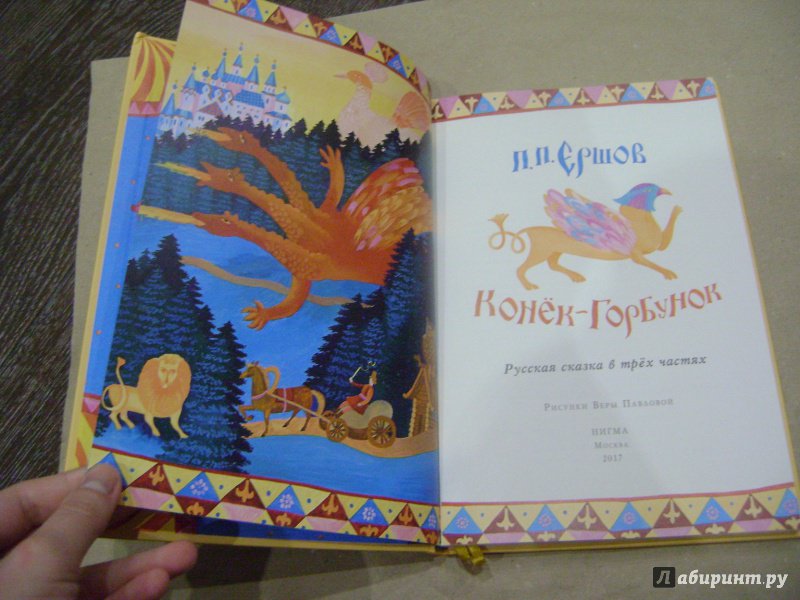 П.П. Ершов
Конёк-Горбунок
Русская сказка в трёх частях
Рисунки Веры Павловой
НИГМА
Москва
2017
Лабиринт.ру